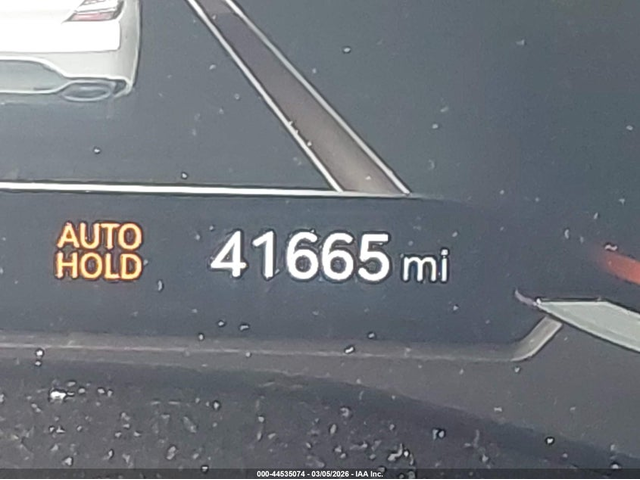 AUTO
HOLD
41665 mi
000-44535074 - 03/05/2026 - IAA Inc.